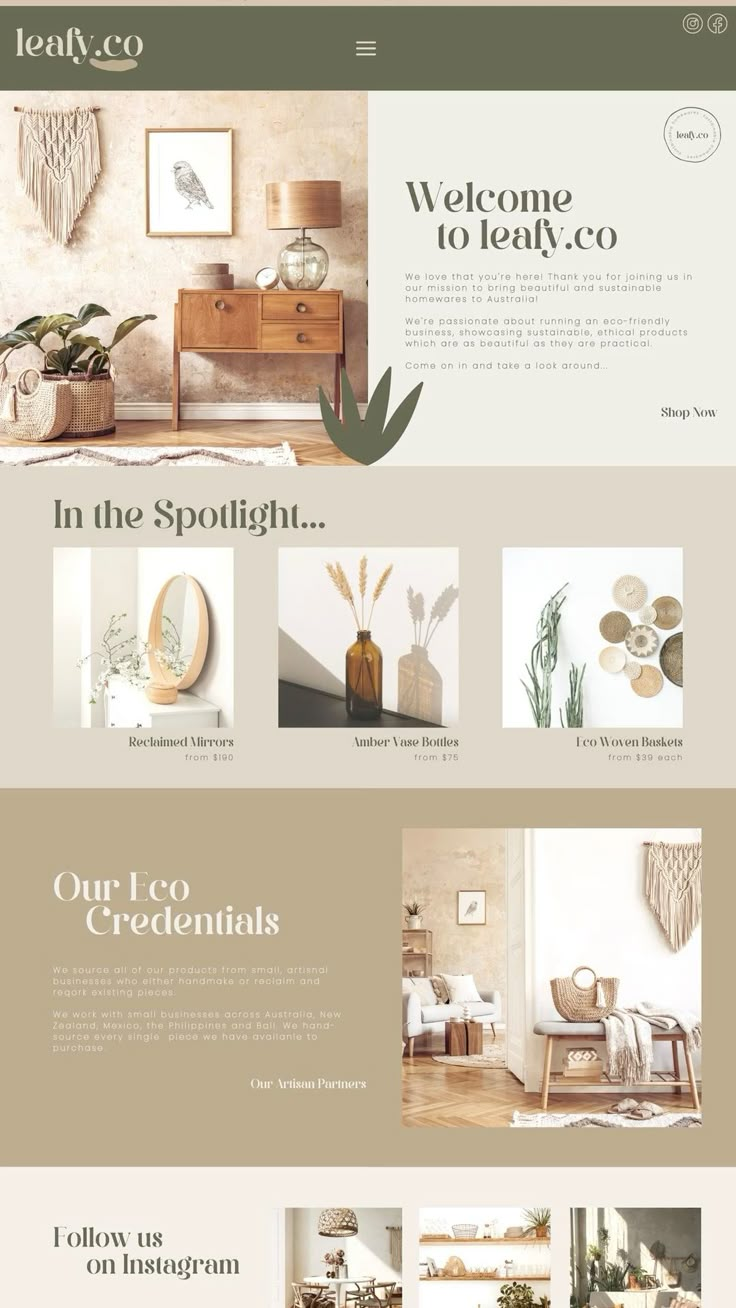 leafy.co
leafy.co
Welcome
to leafy.co
We love that you're here! Thank you for joining us in
our mission to bring beautiful and sustainable
homewares to Australia!
We're passionate about running an eco-friendly
business, showcasing sustainable, ethical products
which are as beautiful as they are practical.
Come on in and take a look around...
Shop Now
In the Spotlight...
Reclaimed Mirrors
from $190
Amber Vase Bottles
from $75
Eco Woven Baskets
from $39 each
Our Eco
Credentials
We source all of our products from small, artisnal
businesses who either handmake or reclaim and
reqork existing pieces.
We work with small businesses across Australia, New
Zealand, Mexico, the Philippines and Bali. We hand-
source every single piece we have available to
purchase.
Our Artisan Partners
Follow us
on Instagram